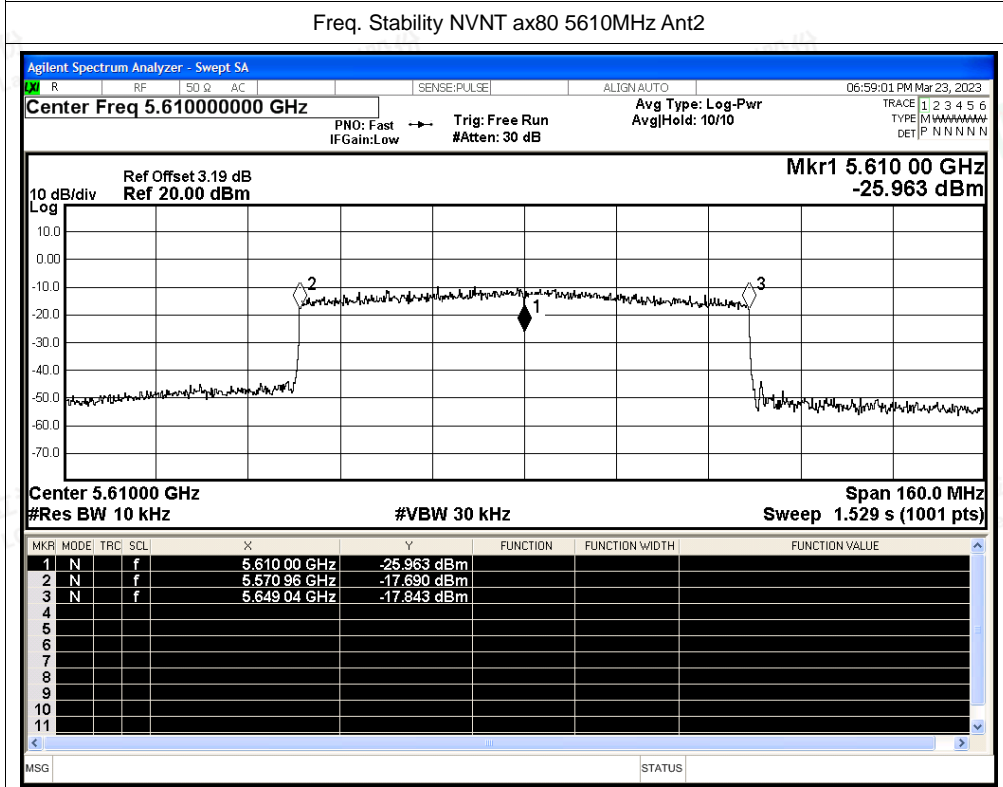 Freq. Stability NVNT ax80 5610MHz Ant2
Agilent Spectrum Analyzer - Swept SA
LXI R RF 50 Ω AC SENSE:PULSE ALIGN AUTO 06:59:01 PM Mar 23, 2023
Center Freq 5.610000000 GHz Avg Type: Log-Pwr TRACE 1 2 3 4 5 6
PNO: Fast Trig: Free Run Avg|Hold: 10/10 TYPE M WWWWW
IFGain:Low #Atten: 30 dB DET P N N N N N
Mkr1 5.610 00 GHz
Ref Offset 3.19 dB
10 dB/div Ref 20.00 dBm -25.963 dBm
Log
10.0
0.00
-10.0
2
3
1
-20.0
-30.0
-40.0
-50.0
-60.0
-70.0
Center 5.61000 GHz Span 160.0 MHz
#Res BW 10 kHz #VBW 30 kHz Sweep 1.529 s (1001 pts)
MKR MODE TRC SCL X Y FUNCTION FUNCTION WIDTH FUNCTION VALUE
1 N f 5.610 00 GHz -25.963 dBm
2 N f 5.570 96 GHz -17.690 dBm
3 N f 5.649 04 GHz -17.843 dBm
4
5
6
7
8
9
10
11
MSG STATUS